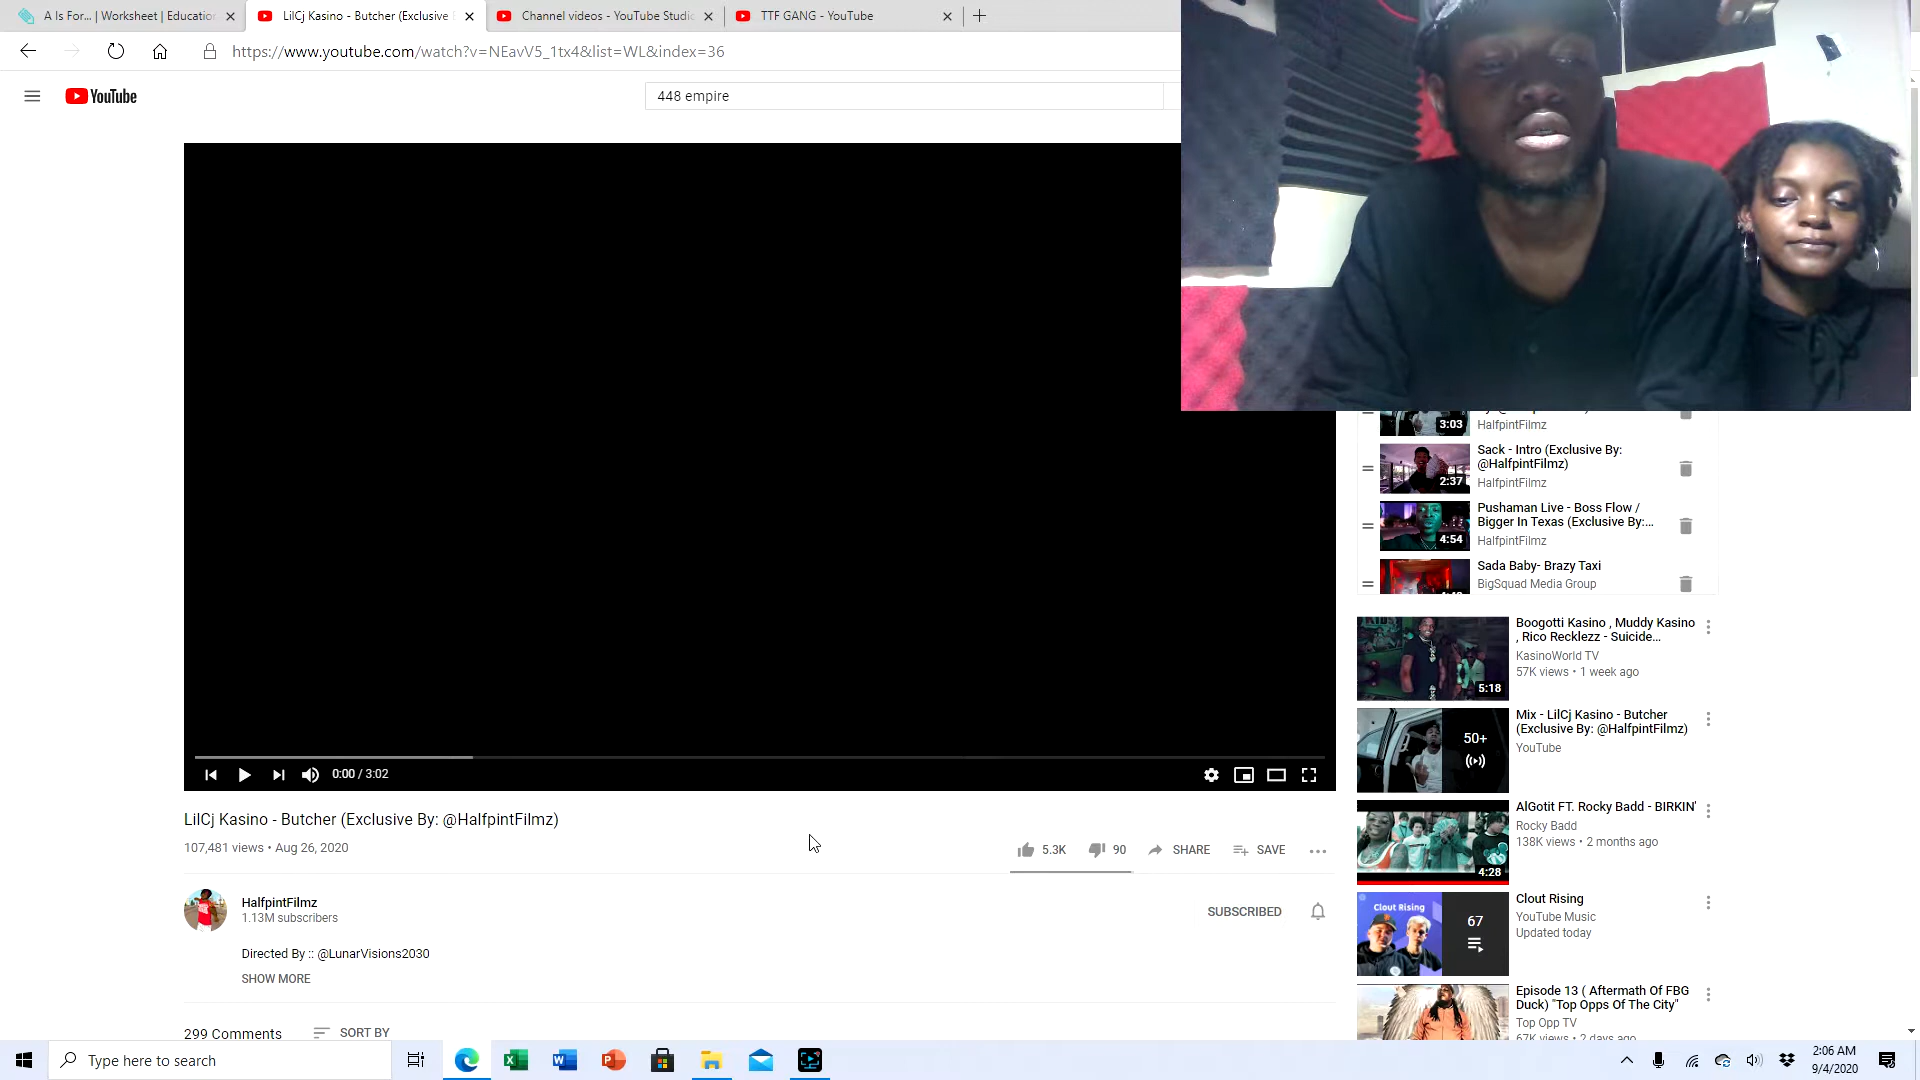 A Is For... | Worksheet | Educatio
LilCj Kasino - Butcher (Exclusive
Channel videos - YouTube Studio
TTF GANG - YouTube
https://www.youtube.com/watch?v=NEavV5_1tx4&list=WL&index=36
YouTube
448 empire
3:03
HalfpintFilmz
Sack - Intro (Exclusive By:
@HalfpintFilmz)
2:37
HalfpintFilmz
Pushaman Live - Boss Flow /
Bigger In Texas (Exclusive By:...
4:54
HalfpintFilmz
Sada Baby- Brazy Taxi
BigSquad Media Group
Boogotti Kasino , Muddy Kasino
, Rico Recklezz - Suicide...
KasinoWorld TV
57K views • 1 week ago
5:18
Mix - LilCj Kasino - Butcher
(Exclusive By: @HalfpintFilmz)
50+
YouTube
AlGotit FT. Rocky Badd - BIRKIN'
Rocky Badd
138K views • 2 months ago
4:28
Clout Rising
Clout Rising
67
YouTube Music
Updated today
Episode 13 ( Aftermath Of FBG
Duck) "Top Opps Of The City"
Top Opp TV
67K views • 2 days ago
0:00 / 3:02
LilCj Kasino - Butcher (Exclusive By: @HalfpintFilmz)
107,481 views • Aug 26, 2020
5.3K
90
SHARE
SAVE
HalfpintFilmz
1.13M subscribers
SUBSCRIBED
Directed By :: @LunarVisions2030
SHOW MORE
299 Comments
SORT BY
Type here to search
2:06 AM
9/4/2020